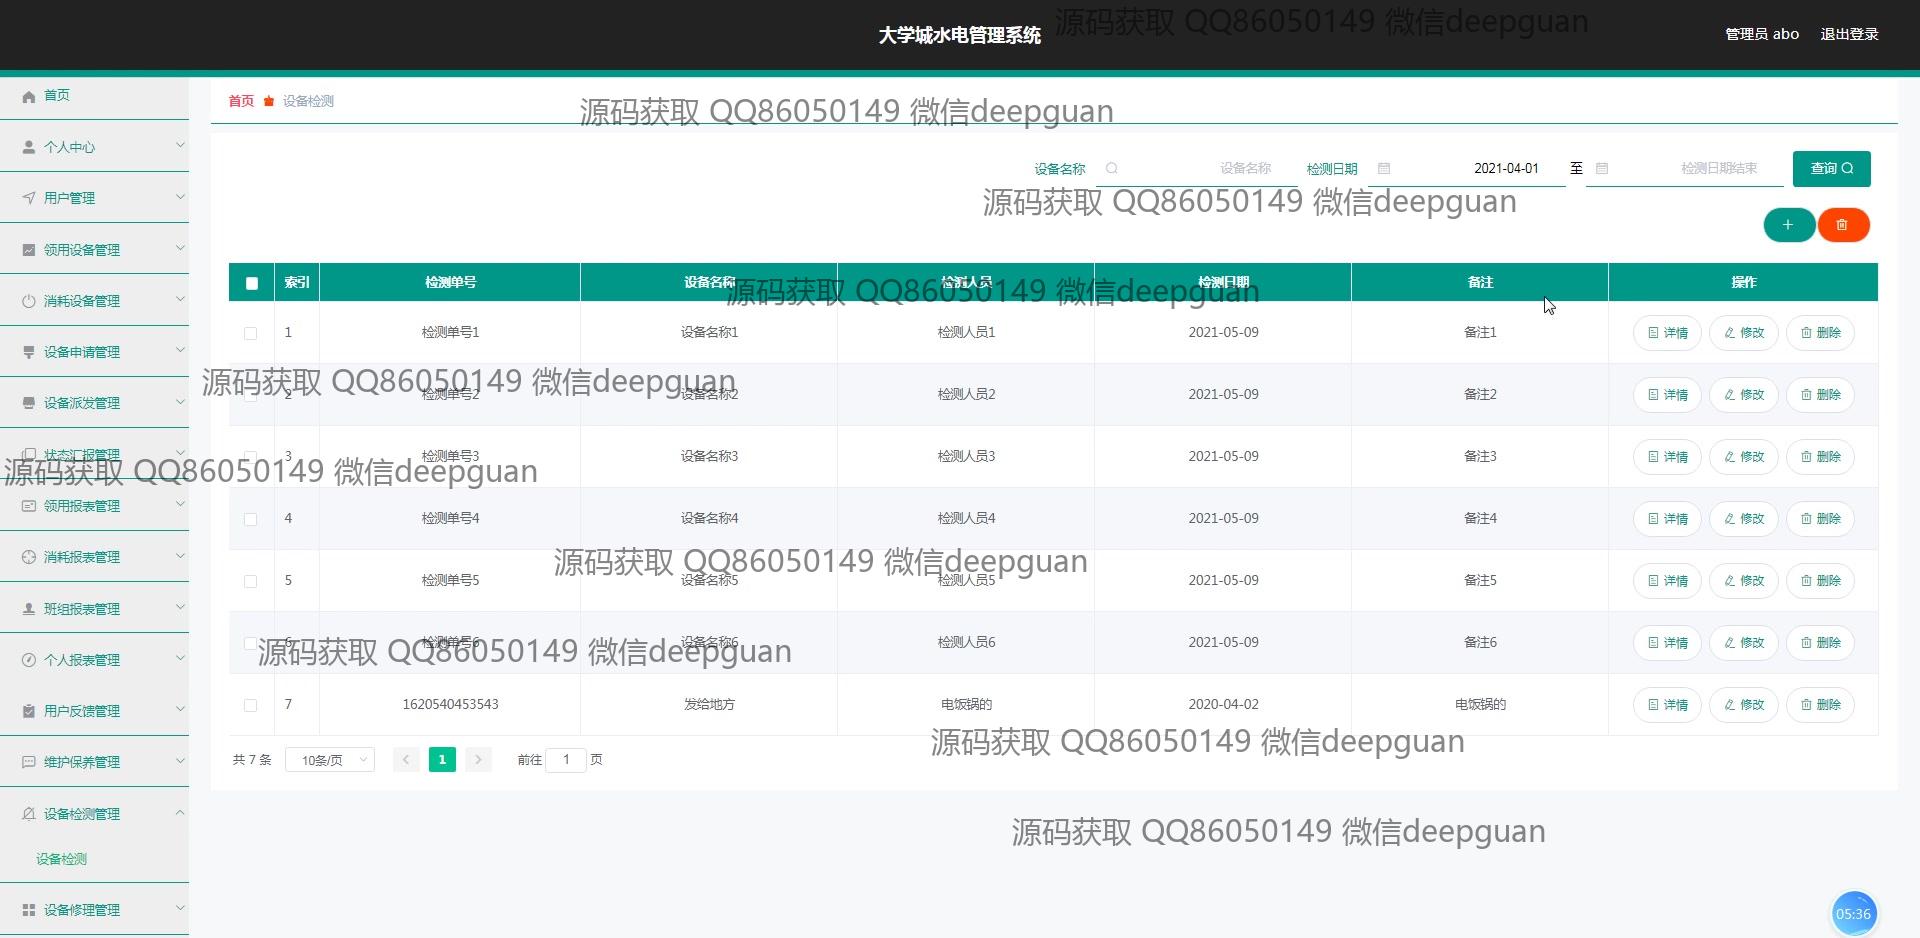 大学城水电管理系统
源码获取 QQ86050149 微信deepguan
管理员 abo 退出登录
首页
个人中心
用户管理
领用设备管理
消耗设备管理
设备申请管理
设备派发管理
状态汇报管理
领用报表管理
消耗报表管理
班组报表管理
个人报表管理
用户反馈管理
维护保养管理
设备检测管理
设备检测
设备修理管理
首页 设备检测
源码获取 QQ86050149 微信deepguan
设备名称 设备名称 检测日期 2021-04-01 至 检测日期结束 查询
源码获取 QQ86050149 微信deepguan
索引 检测单号 设备名称 检测人员 检测日期 备注 操作
源码获取 QQ86050149 微信deepguan
1 检测单号1 设备名称1 检测人员1 2021-05-09 备注1 详情 修改 删除
源码获取 QQ86050149 微信deepguan
2 检测单号2 设备名称2 检测人员2 2021-05-09 备注2 详情 修改 删除
3 检测单号3 设备名称3 检测人员3 2021-05-09 备注3 详情 修改 删除
源码获取 QQ86050149 微信deepguan
4 检测单号4 设备名称4 检测人员4 2021-05-09 备注4 详情 修改 删除
源码获取 QQ86050149 微信deepguan
5 检测单号5 设备名称5 检测人员5 2021-05-09 备注5 详情 修改 删除
6 检测单号6 设备名称6 检测人员6 2021-05-09 备注6 详情 修改 删除
源码获取 QQ86050149 微信deepguan
7 1620540453543 发给地方 电饭锅的 2020-04-02 电饭锅的 详情 修改 删除
源码获取 QQ86050149 微信deepguan
共 7 条 10条/页 1 前往 1 页
源码获取 QQ86050149 微信deepguan
05:36